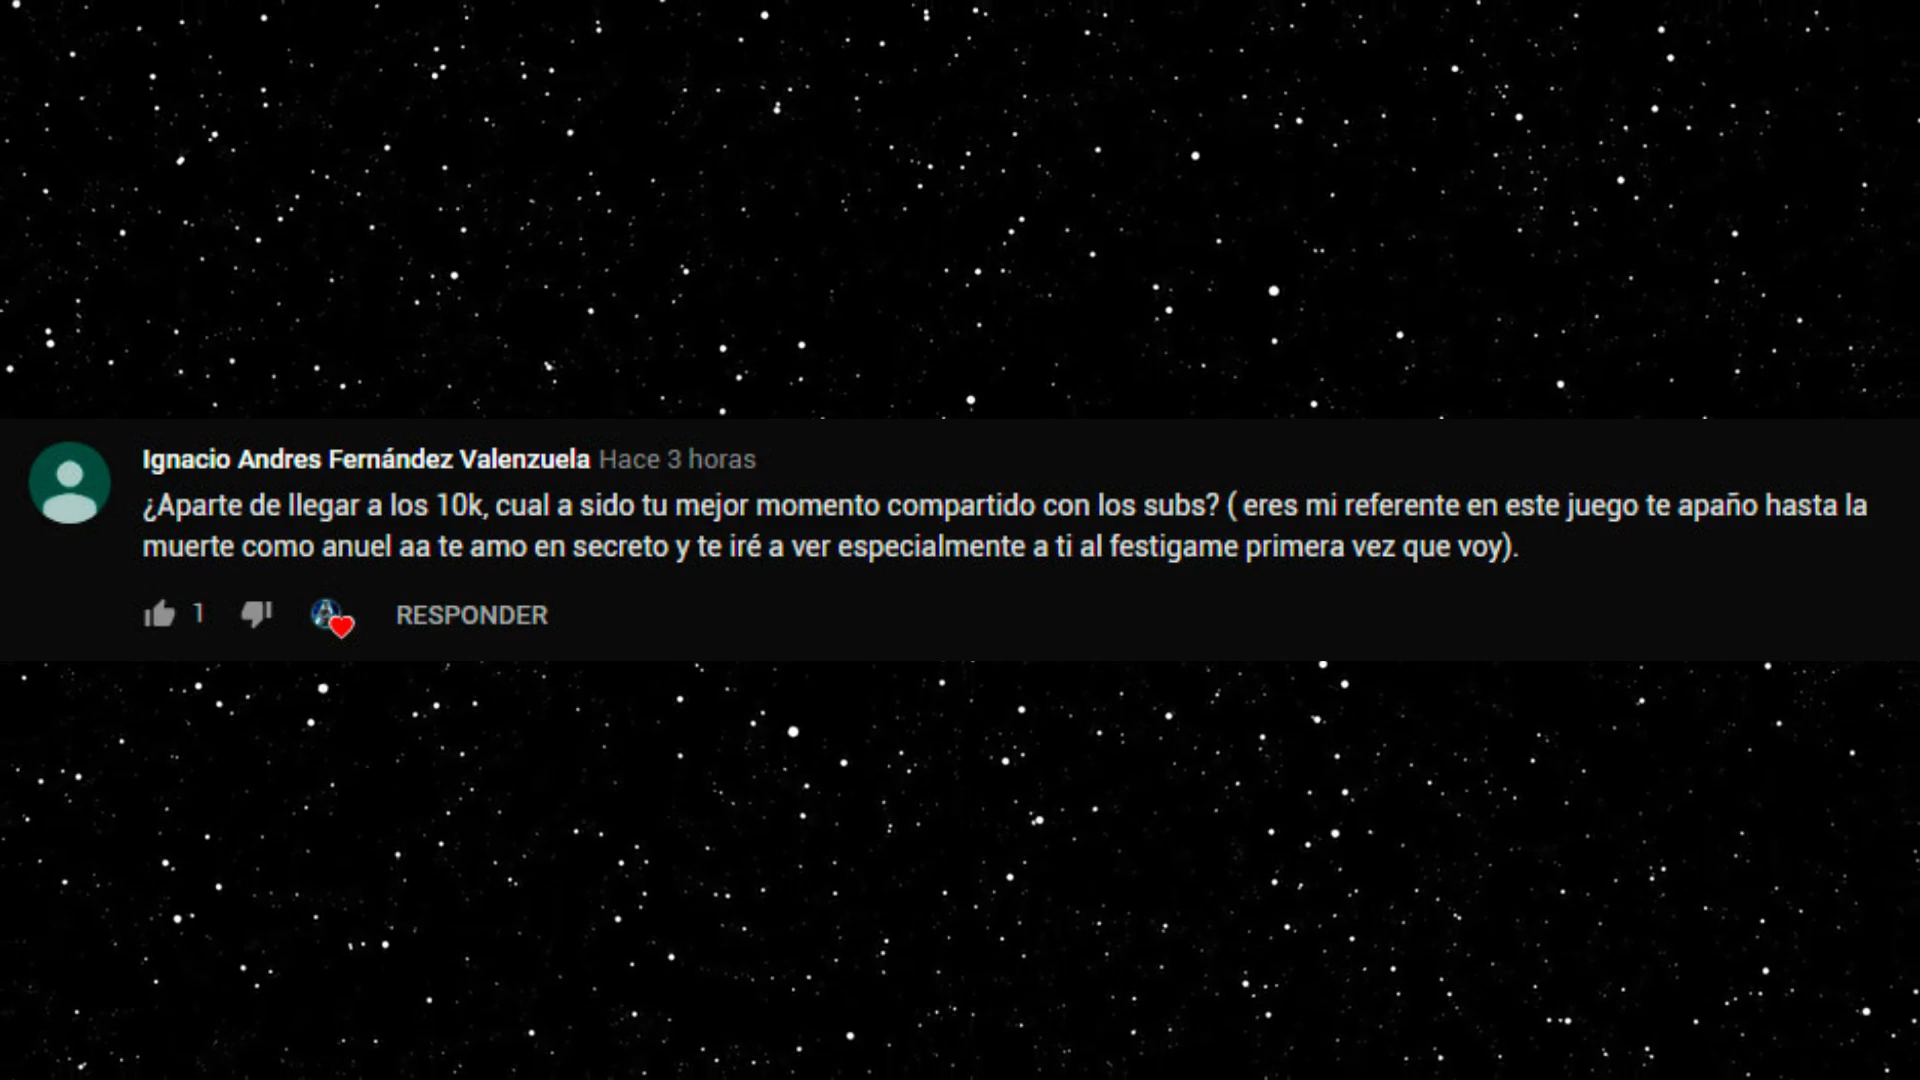 Ignacio Andres Fernández Valenzuela Hace 3 horas
¿Aparte de llegar a los 10k, cual a sido tu mejor momento compartido con los subs? ( eres mi referente en este juego te apaño hasta la
muerte como anuel aa te amo en secreto y te iré a ver especialmente a ti al festigame primera vez que voy).
1 RESPONDER